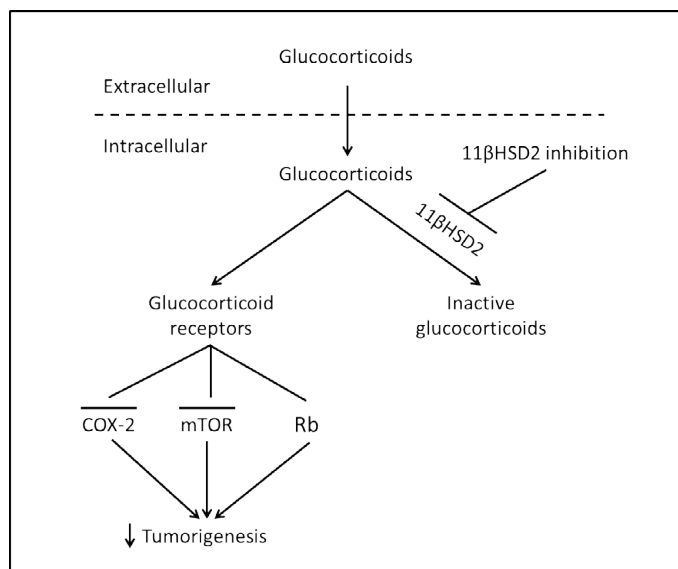 Glucocorticoids
Extracellular
Intracellular
Glucocorticoids
11βHSD2 inhibition
11βHSD2
Glucocorticoid
receptors
Inactive
glucocorticoids
COX-2
mTOR
Rb
Tumorigenesis